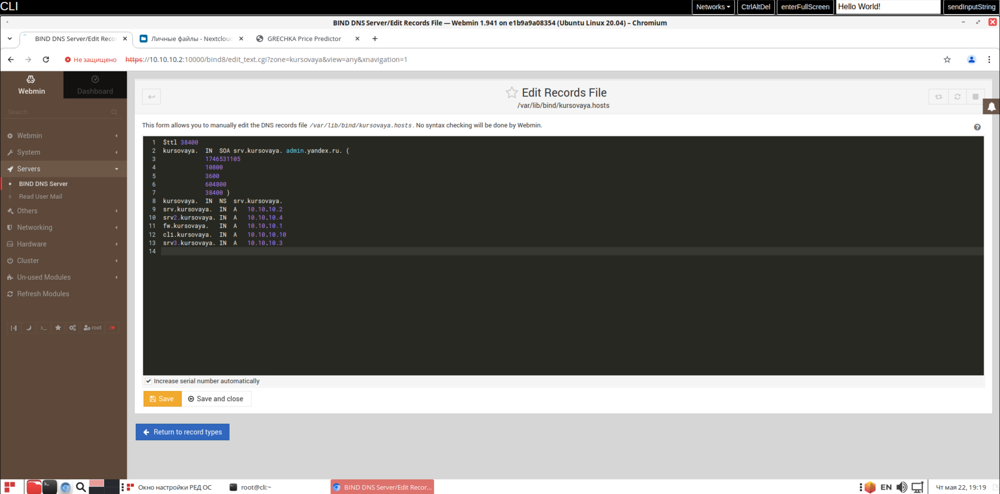 CLI
Networks CtrlAltDel enterFullScreen Hello World! sendInputString
BIND DNS Server/Edit Records File — Webmin 1.941 on e1b9a9a08354 (Ubuntu Linux 20.04) – Chromium
BIND DNS Server/Edit Reco Личные файлы - Nextclou GRECHKA Price Predictor
Не защищено https://10.10.10.2:10000/bind8/edit_text.cgi?zone=kursovaya&view=any&xnavigation=1
Webmin Dashboard
Search
Webmin
System
Servers
BIND DNS Server
Read User Mail
Others
Networking
Hardware
Cluster
Un-used Modules
Refresh Modules
root
Edit Records File
/var/lib/bind/kursovaya.hosts
This form allows you to manually edit the DNS records file /var/lib/bind/kursovaya.hosts. No syntax checking will be done by Webmin.
1 $ttl 38400
2 kursovaya. IN SOA srv.kursovaya. admin.yandex.ru. (
3 1746531105
4 10800
5 3600
6 604800
7 38400 )
8 kursovaya. IN NS srv.kursovaya.
9 srv.kursovaya. IN A 10.10.10.2
10 srv2.kursovaya. IN A 10.10.10.4
11 fw.kursovaya. IN A 10.10.10.1
12 cli.kursovaya. IN A 10.10.10.10
13 srv3.kursovaya. IN A 10.10.10.3
14
Increase serial number automatically
Save Save and close
Return to record types
Окно настройки РЕД ОС root@cli:~ BIND DNS Server/Edit Recor... EN Чт мая 22, 19:19